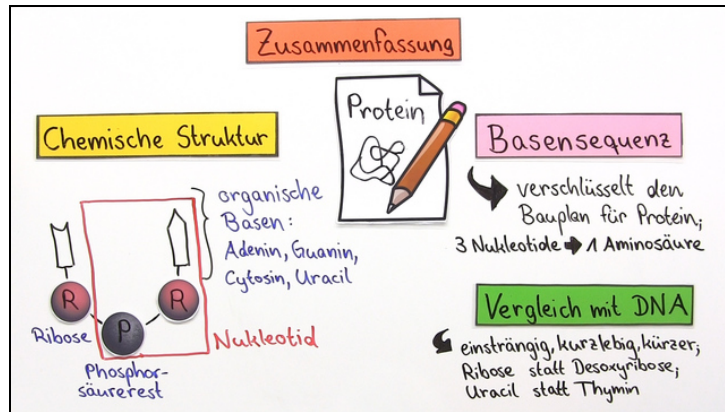 Zusammenfassung
Protein
Chemische Struktur
organische
Basen:
Adenin, Guanin,
Cytosin, Uracil
R
R
P
Ribose
Nukleotid
Phosphor-
säurerest
Basensequenz
verschlüsselt den
Bauplan für Protein;
3 Nukleotide → 1 Aminosäure
Vergleich mit DNA
einsträngig, kurzlebig, kürzer;
Ribose statt Desoxyribose;
Uracil statt Thymin